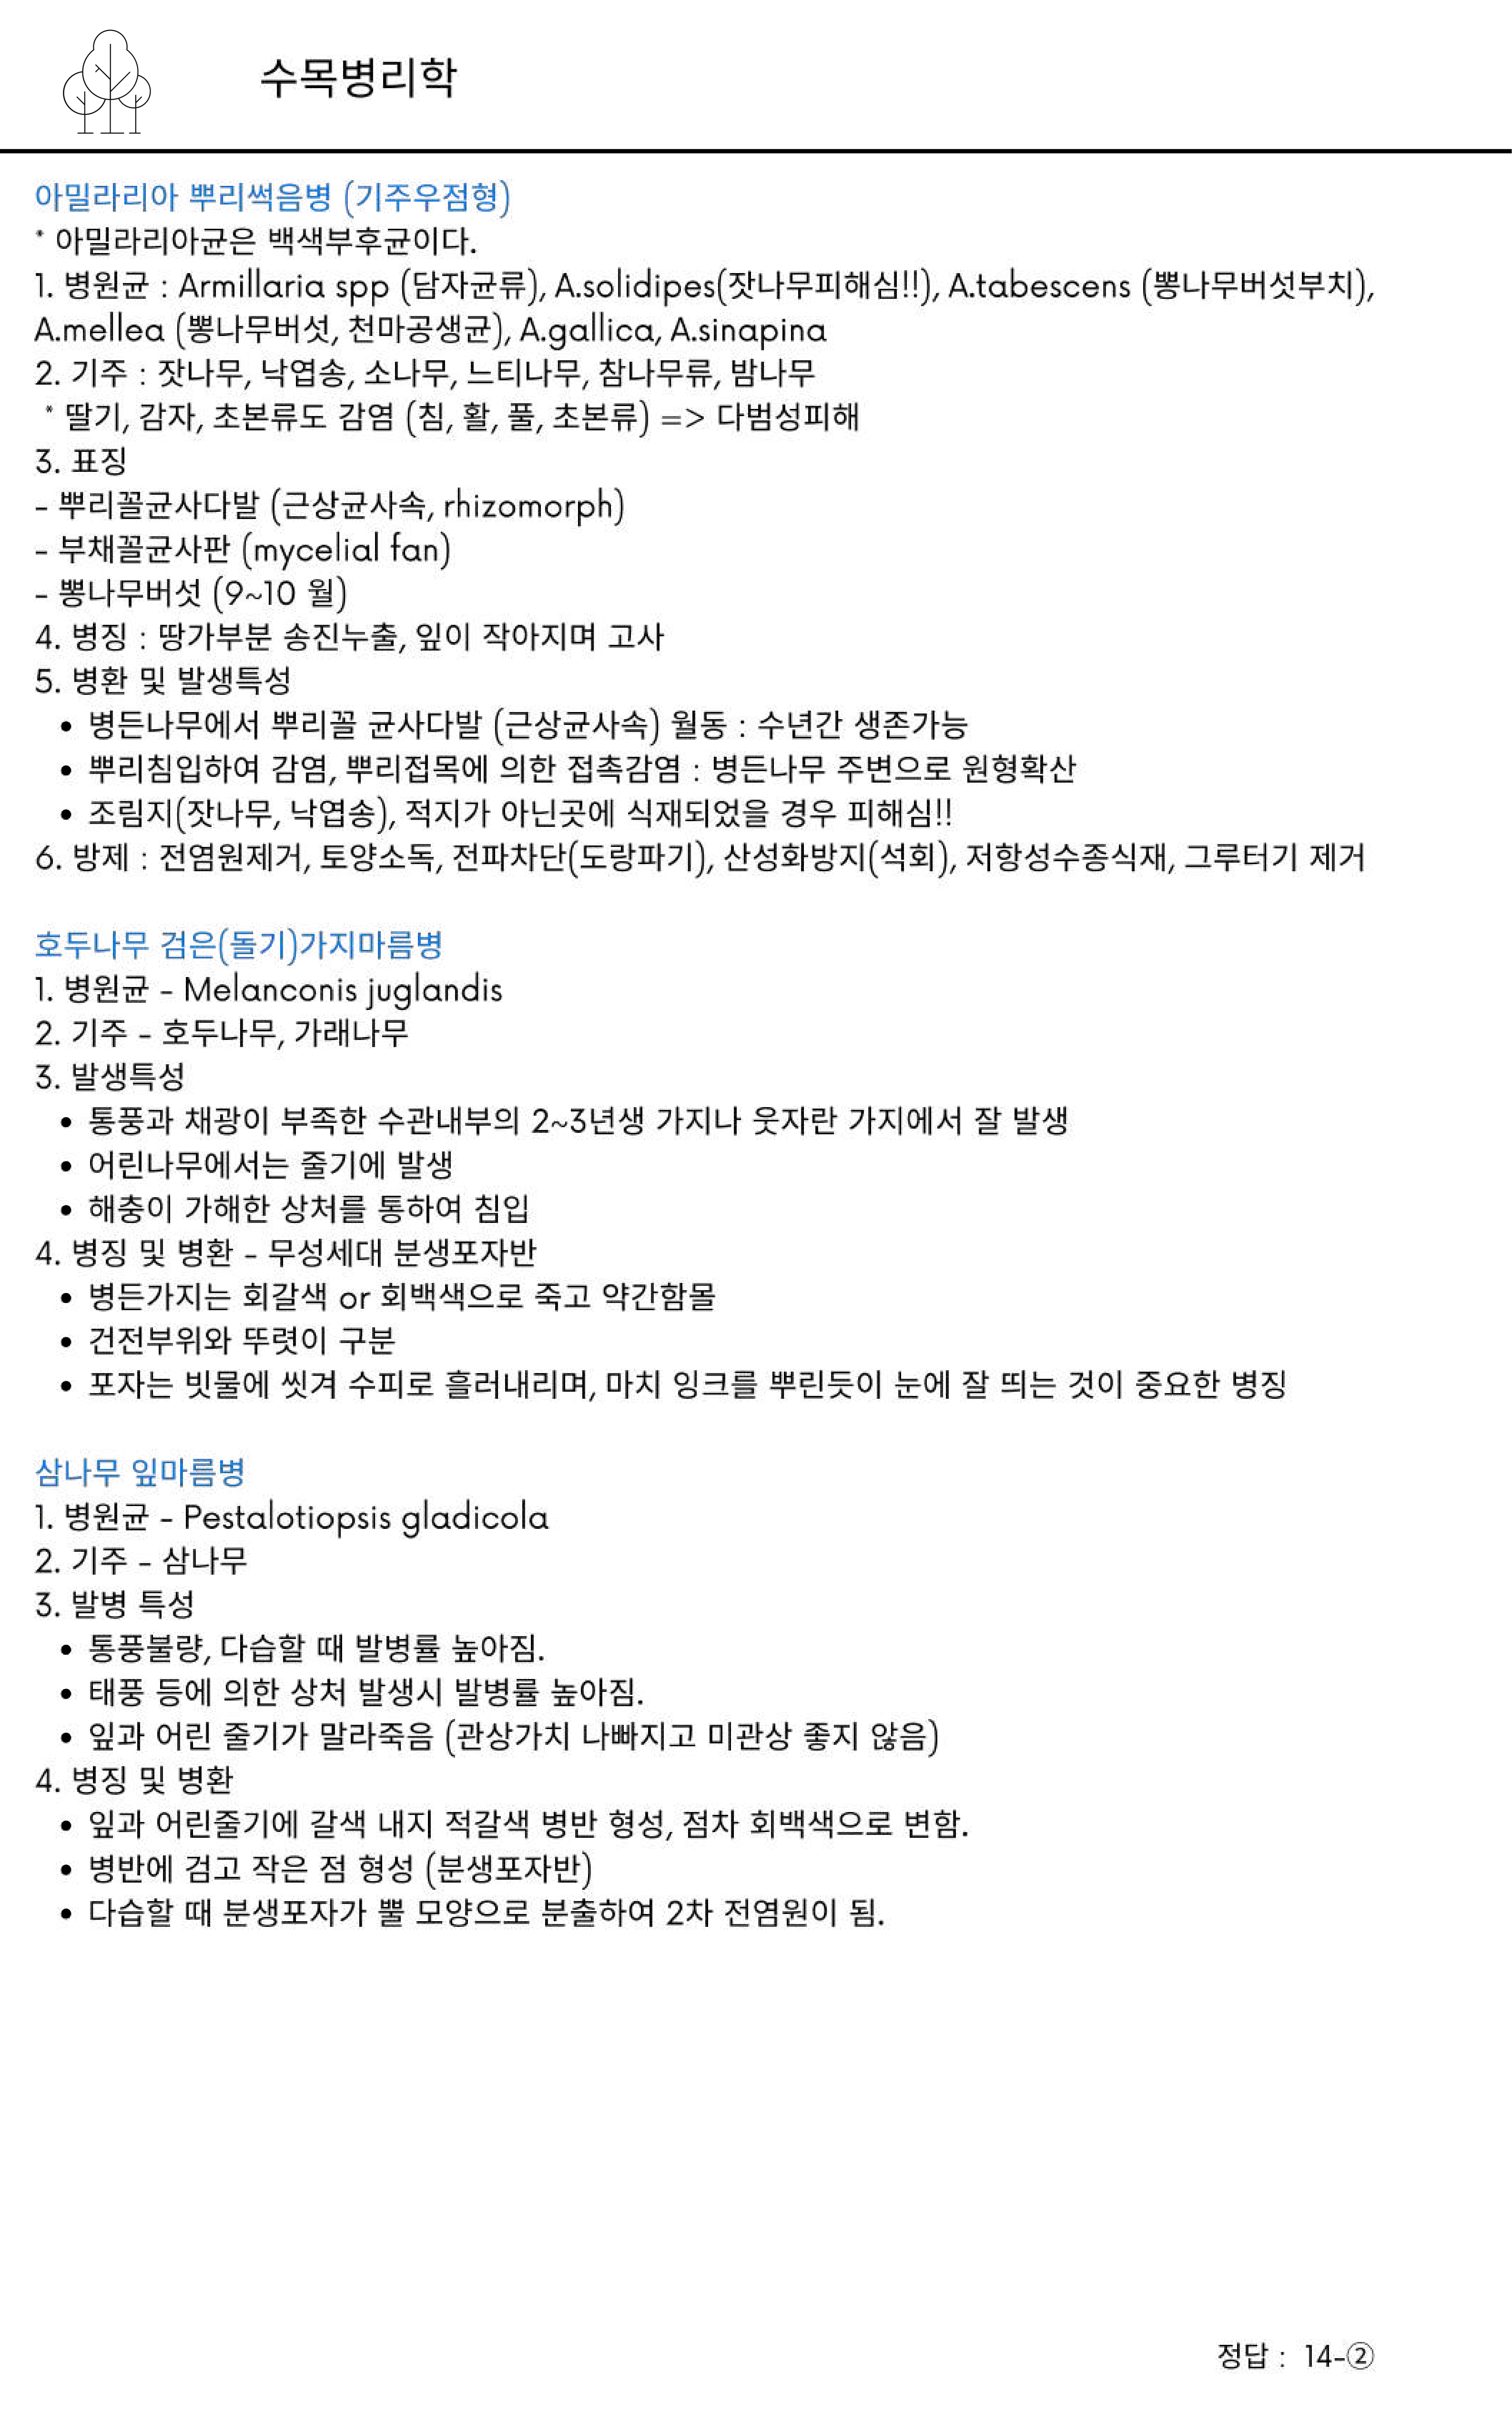 수목병리학
아밀라리아 뿌리썩음병 (기주우점형)
* 아밀라리아균은 백색부후균이다.
1. 병원균 : Armillaria spp (담자균류), A.solidipes(잣나무피해심!!), A.tabescens (뽕나무버섯부치),
A.mellea (뽕나무버섯, 천마공생균), A.gallica, A.sinapina
2. 기주 : 잣나무, 낙엽송, 소나무, 느티나무, 참나무류, 밤나무
* 딸기, 감자, 초본류도 감염 (침, 활, 풀, 초본류) => 다범성피해
3. 표징
- 뿌리꼴균사다발 (근상균사속, rhizomorph)
- 부채꼴균사판 (mycelial fan)
- 뽕나무버섯 (9~10 월)
4. 병징 : 땅가부분 송진누출, 잎이 작아지며 고사
5. 병환 및 발생특성
• 병든나무에서 뿌리꼴 균사다발 (근상균사속) 월동 : 수년간 생존가능
• 뿌리침입하여 감염, 뿌리접목에 의한 접촉감염 : 병든나무 주변으로 원형확산
• 조림지(잣나무, 낙엽송), 적지가 아닌곳에 식재되었을 경우 피해심!!
6. 방제 : 전염원제거, 토양소독, 전파차단(도랑파기), 산성화방지(석회), 저항성수종식재, 그루터기 제거
호두나무 검은(돌기)가지마름병
1. 병원균 - Melanconis juglandis
2. 기주 - 호두나무, 가래나무
3. 발생특성
• 통풍과 채광이 부족한 수관내부의 2~3년생 가지나 웃자란 가지에서 잘 발생
• 어린나무에서는 줄기에 발생
• 해충이 가해한 상처를 통하여 침입
4. 병징 및 병환 - 무성세대 분생포자반
• 병든가지는 회갈색 or 회백색으로 죽고 약간함몰
• 건전부위와 뚜렷이 구분
• 포자는 빗물에 씻겨 수피로 흘러내리며, 마치 잉크를 뿌린듯이 눈에 잘 띄는 것이 중요한 병징
삼나무 잎마름병
1. 병원균 - Pestalotiopsis gladicola
2. 기주 - 삼나무
3. 발병 특성
• 통풍불량, 다습할 때 발병률 높아짐.
• 태풍 등에 의한 상처 발생시 발병률 높아짐.
• 잎과 어린 줄기가 말라죽음 (관상가치 나빠지고 미관상 좋지 않음)
4. 병징 및 병환
• 잎과 어린줄기에 갈색 내지 적갈색 병반 형성, 점차 회백색으로 변함.
• 병반에 검고 작은 점 형성 (분생포자반)
• 다습할 때 분생포자가 뿔 모양으로 분출하여 2차 전염원이 됨.
정답 : 14-②